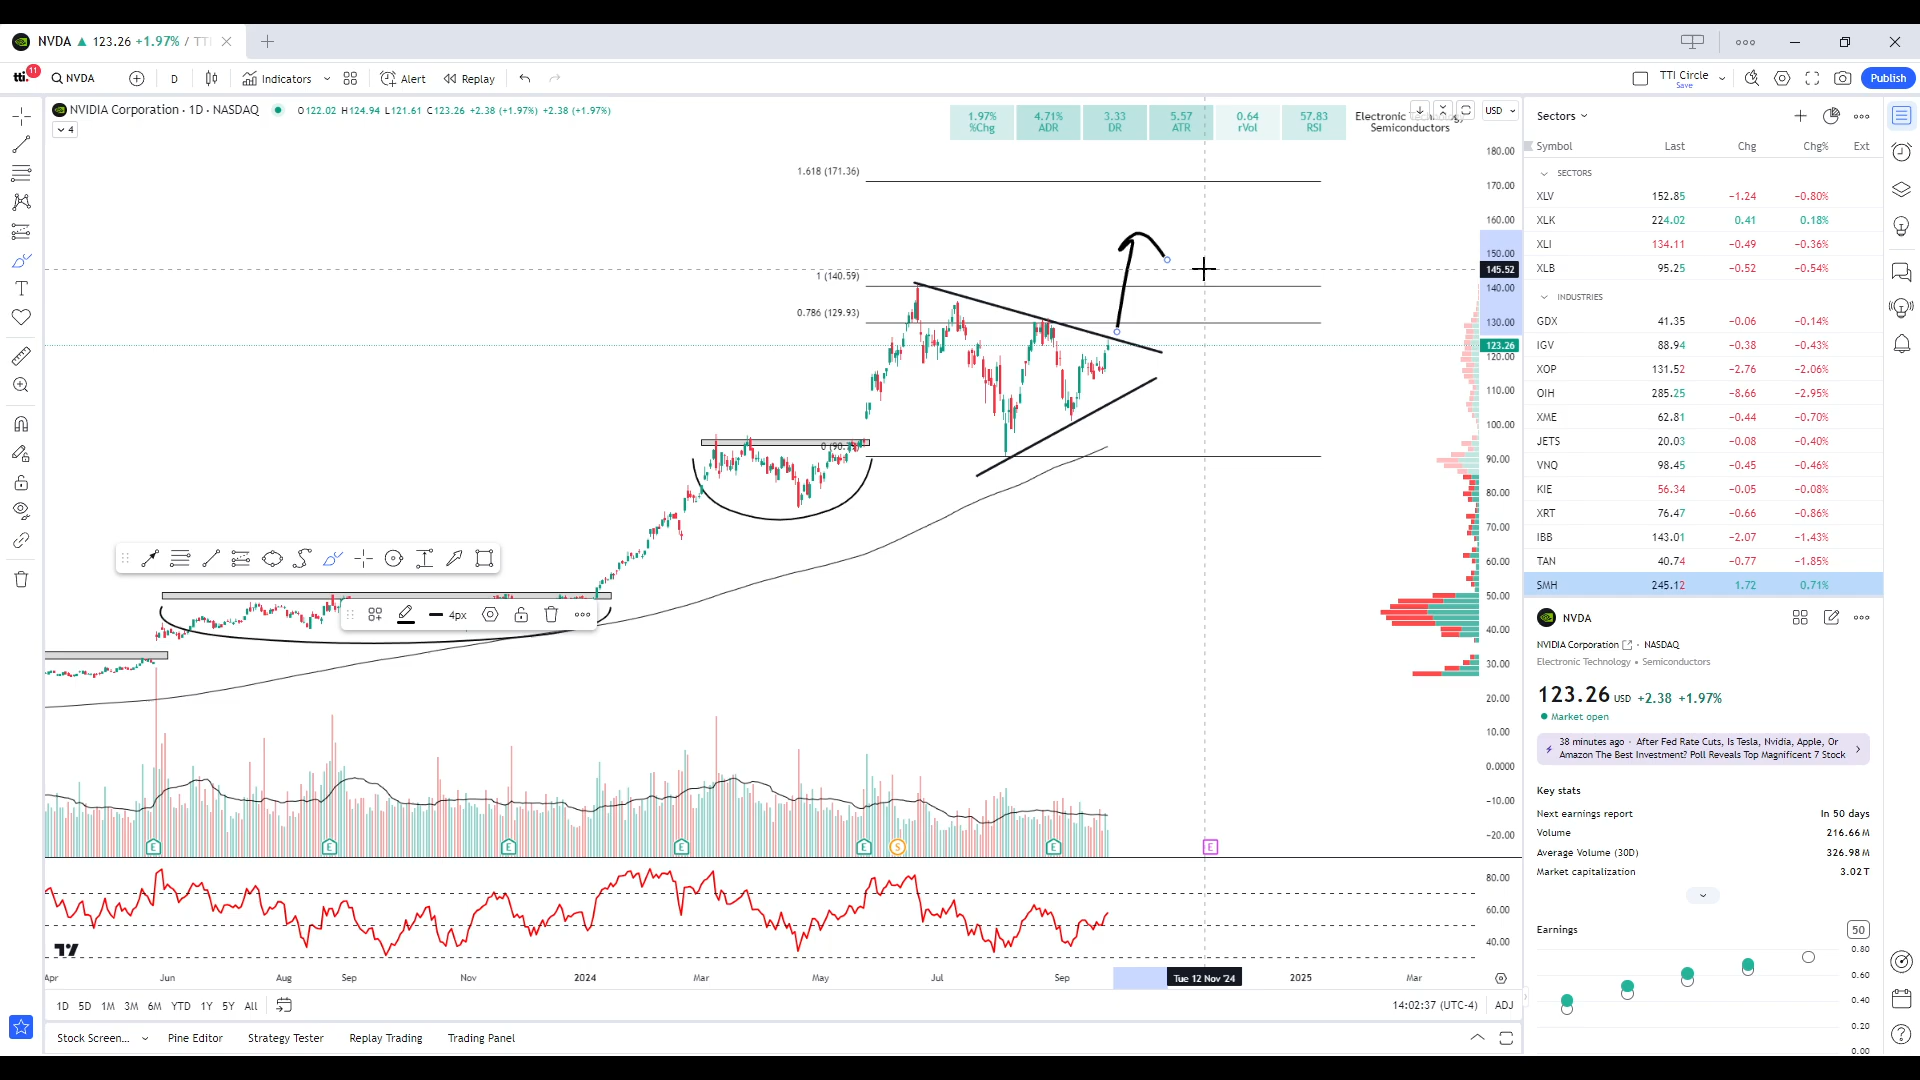 NVDA ▲ 123.26 +1.97% / TTI
tti. 11 NVDA D Indicators Alert Replay TTI Circle Save Publish
NVIDIA Corporation · 1D · NASDAQ O122.02 H124.94 L121.61 C123.26 +2.38 (+1.97%) +2.38 (+1.97%)
4
1.97% 4.71% 3.33 5.57 0.64 57.83 Electronic Technology,
%Chg ADR DR ATR rVol RSI Semiconductors
USD
180.00
1.618 (171.36)
170.00
160.00
150.00
145.52
1 (140.59)
140.00
0.786 (129.93)
130.00
123.26
120.00
110.00
100.00
90.00
80.00
70.00
60.00
50.00
40.00
30.00
20.00
10.00
0.0000
−10.00
−20.00
4px
E E E E E S E E
80.00
60.00
40.00
Apr Jun Aug Sep Nov 2024 Mar May Jul Sep Tue 12 Nov '24 2025 Mar
1D 5D 1M 3M 6M YTD 1Y 5Y All 14:02:37 (UTC-4) ADJ
Stock Screen... Pine Editor Strategy Tester Replay Trading Trading Panel
Sectors
Symbol Last Chg Chg% Ext
SECTORS
XLV 152.85 −1.24 −0.80%
XLK 224.02 0.41 0.18%
XLI 134.11 −0.49 −0.36%
XLB 95.25 −0.52 −0.54%
INDUSTRIES
GDX 41.35 −0.06 −0.14%
IGV 88.94 −0.38 −0.43%
XOP 131.52 −2.76 −2.06%
OIH 285.25 −8.66 −2.95%
XME 62.81 −0.44 −0.70%
JETS 20.03 −0.08 −0.40%
VNQ 98.45 −0.45 −0.46%
KIE 56.34 −0.05 −0.08%
XRT 76.47 −0.66 −0.86%
IBB 143.01 −2.07 −1.43%
TAN 40.74 −0.77 −1.85%
SMH 245.12 1.72 0.71%
NVDA
NVIDIA Corporation · NASDAQ
Electronic Technology • Semiconductors
123.26 USD +2.38 +1.97%
Market open
38 minutes ago · After Fed Rate Cuts, Is Tesla, Nvidia, Apple, Or
Amazon The Best Investment? Poll Reveals Top Magnificent 7 Stock
Key stats
Next earnings report In 50 days
Volume 216.66M
Average Volume (30D) 326.98M
Market capitalization 3.02T
Earnings 50
0.80
0.60
0.40
0.20
0.00